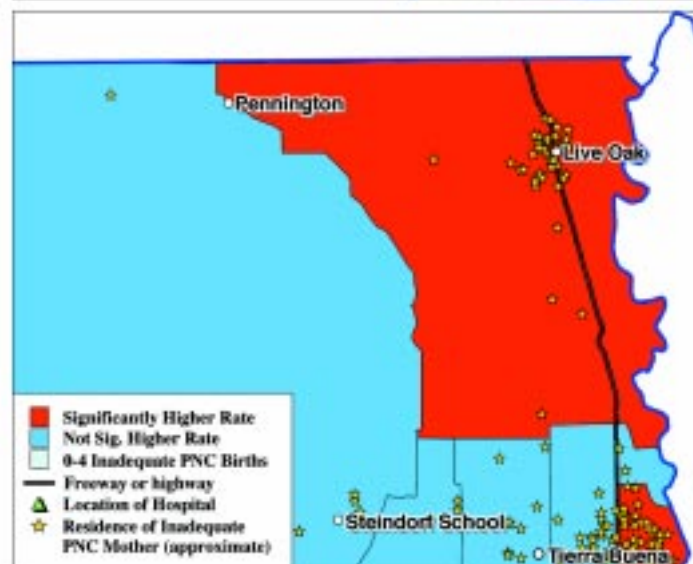 Pennington
Live Oak
Significantly Higher Rate
Not Sig. Higher Rate
0-4 Inadequate PNC Births
Freeway or highway
Location of Hospital
Residence of Inadequate
PNC Mother (approximate)
Steindorf School
Tierra Buena